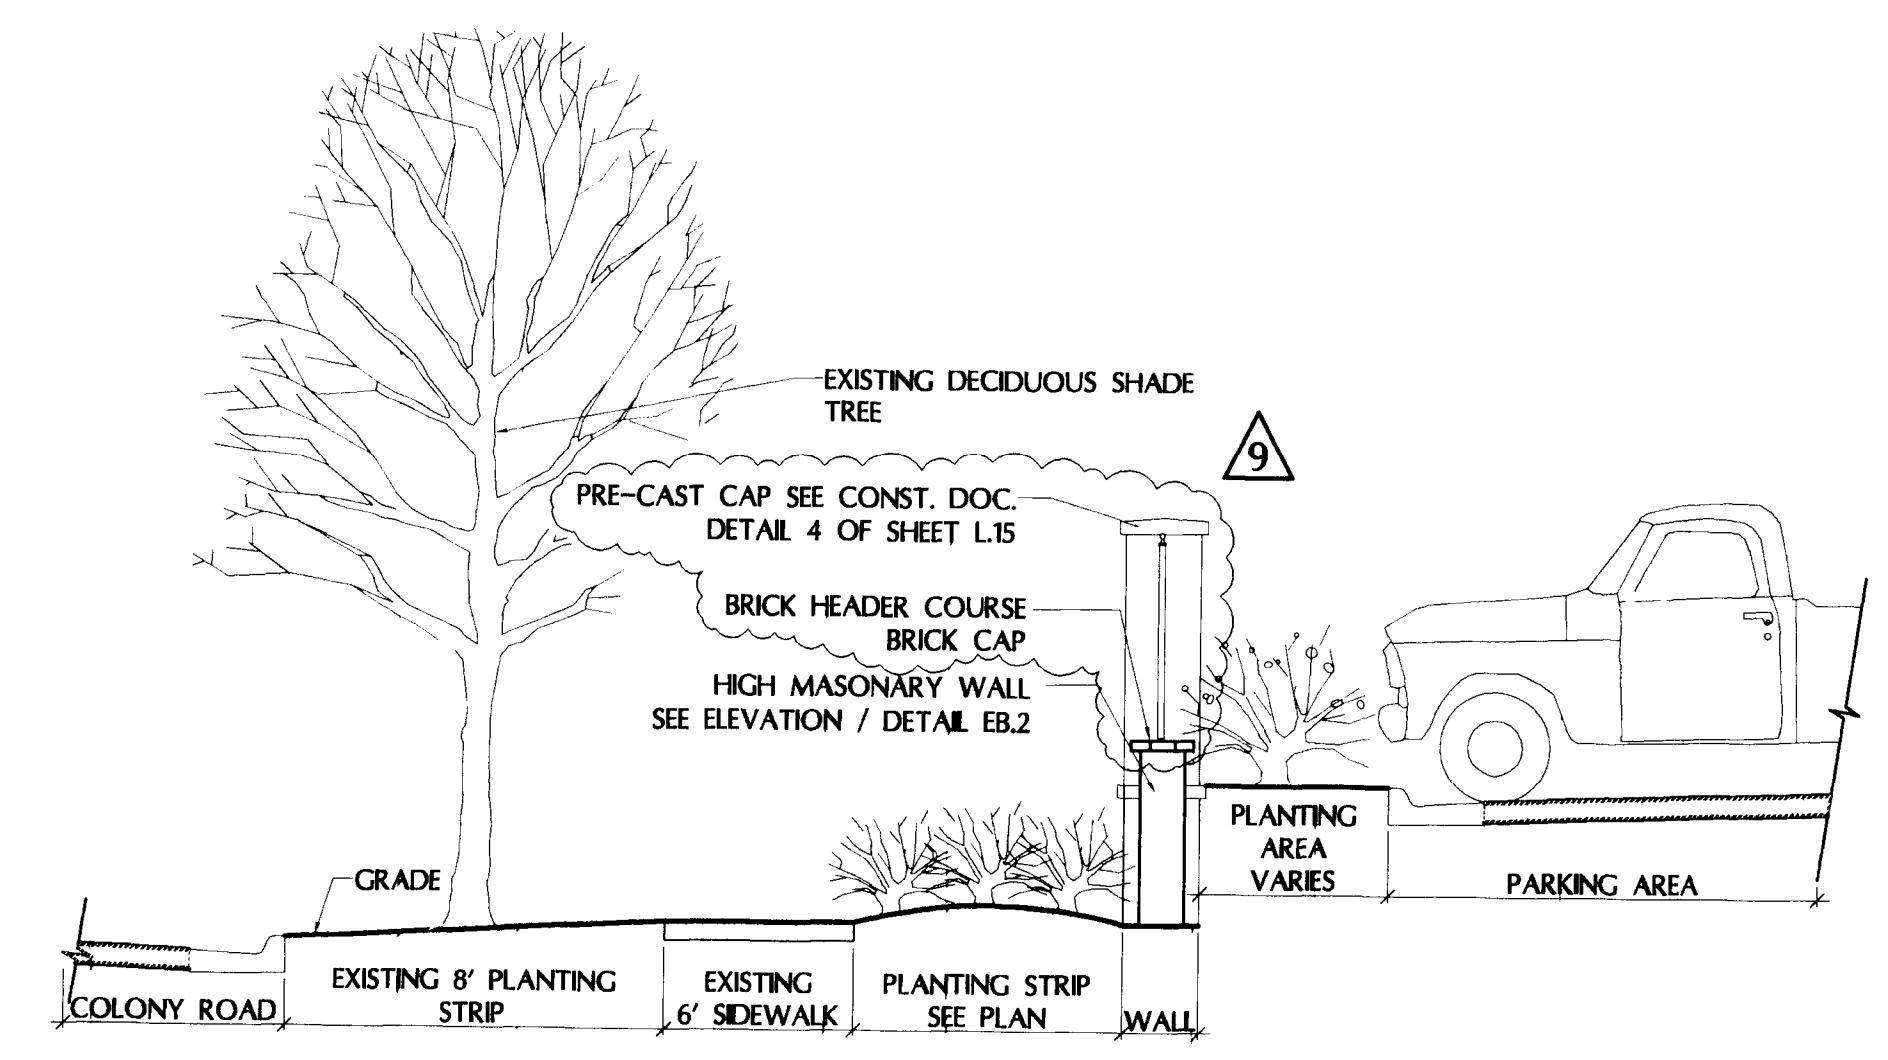 EXISTING DECIDUOUS SHADE
TREE
9
PRE-CAST CAP SEE CONST. DOC.
DETAIL 4 OF SHEET L.15
BRICK HEADER COURSE
BRICK CAP
HIGH MASONARY WALL
SEE ELEVATION / DETAIL EB.2
PLANTING
AREA
VARIES
PARKING AREA
GRADE
COLONY ROAD
EXISTING 8' PLANTING
STRIP
EXISTING
6' SIDEWALK
PLANTING STRIP
SEE PLAN
WALL